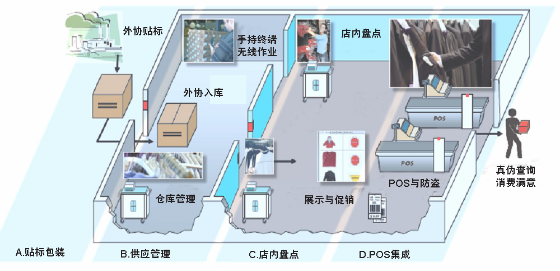 外协贴标
手持终端
无线作业
店内盘点
外协入库
POS
POS
仓库管理
展示与促销
POS与防盗
真伪查询
消费满意
A.贴标包装
B.供应管理
C.店内盘点
D.POS集成